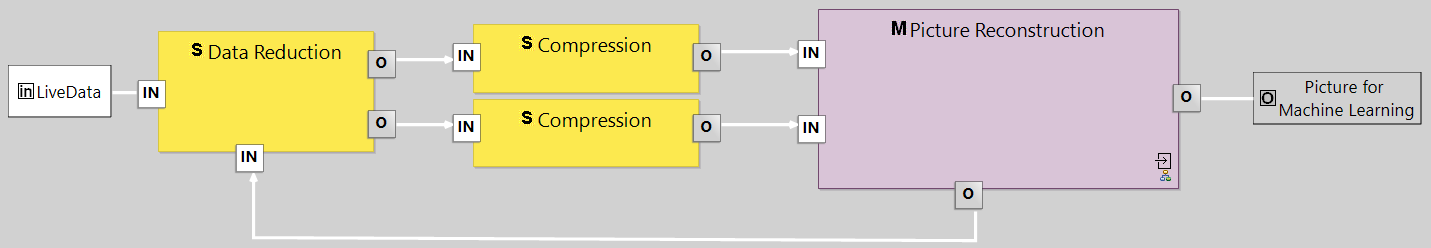 in LiveData
IN
S Data Reduction
O
O
IN
IN
S Compression
O
IN
S Compression
O
IN
IN
M Picture Reconstruction
O
O
O Picture for
Machine Learning